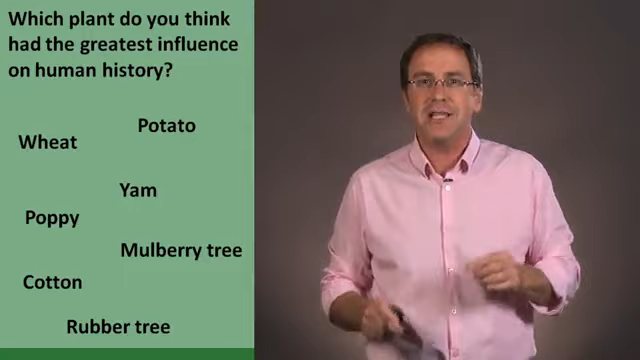 Which plant do you think
had the greatest influence
on human history?
Potato
Wheat
Yam
Poppy
Mulberry tree
Cotton
Rubber tree